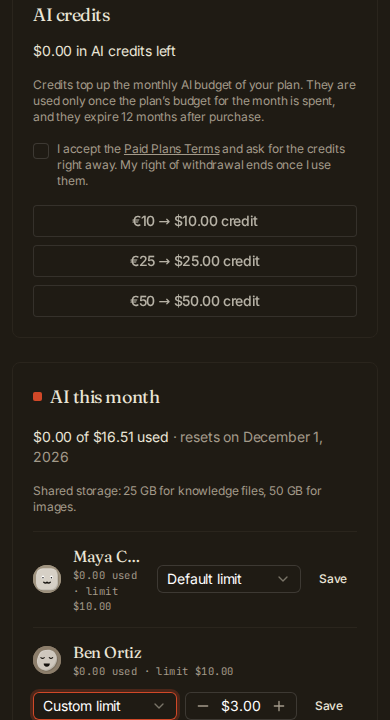 AI credits
$0.00 in AI credits left
Credits top up the monthly AI budget of your plan. They are
used only once the plan's budget for the month is spent,
and they expire 12 months after purchase.
I accept the Paid Plans Terms and ask for the credits
right away. My right of withdrawal ends once I use
them.
€10 → $10.00 credit
€25 → $25.00 credit
€50 → $50.00 credit
AI this month
$0.00 of $16.51 used · resets on December 1,
2026
Shared storage: 25 GB for knowledge files, 50 GB for
images.
Maya C...
$0.00 used
· limit
$10.00
Default limit
Save
Ben Ortiz
$0.00 used · limit $10.00
Custom limit
— $3.00 +
Save